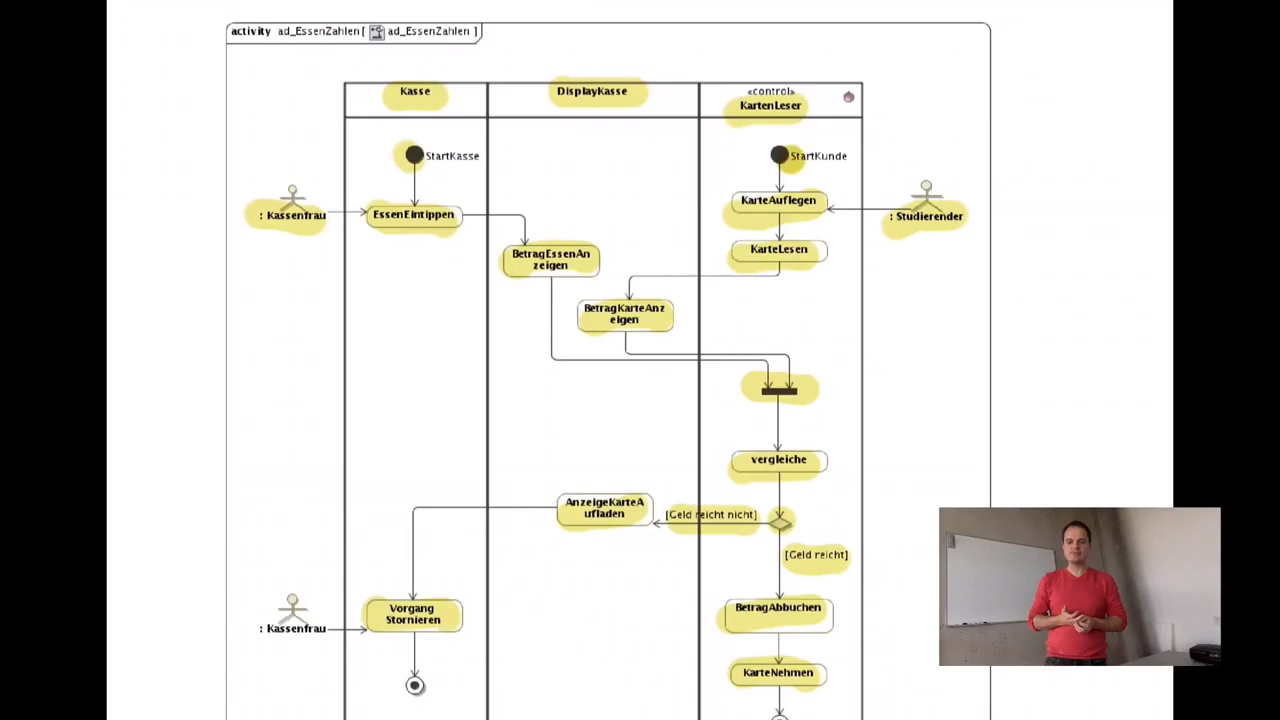 activity ad_EssenZahlen[ ad_EssenZahlen ]
Kasse
DisplayKasse
«control»
KartenLeser
StartKasse
StartKunde
: Kassenfrau
EssenEintippen
KarteAuflegen
: Studierender
BetragEssenAn
zeigen
KarteLesen
BetragKarteAnz
eigen
vergleiche
AnzeigeKarteA
ufladen
[Geld reicht nicht]
[Geld reicht]
: Kassenfrau
Vorgang
Stornieren
BetragAbbuchen
KarteNehmen